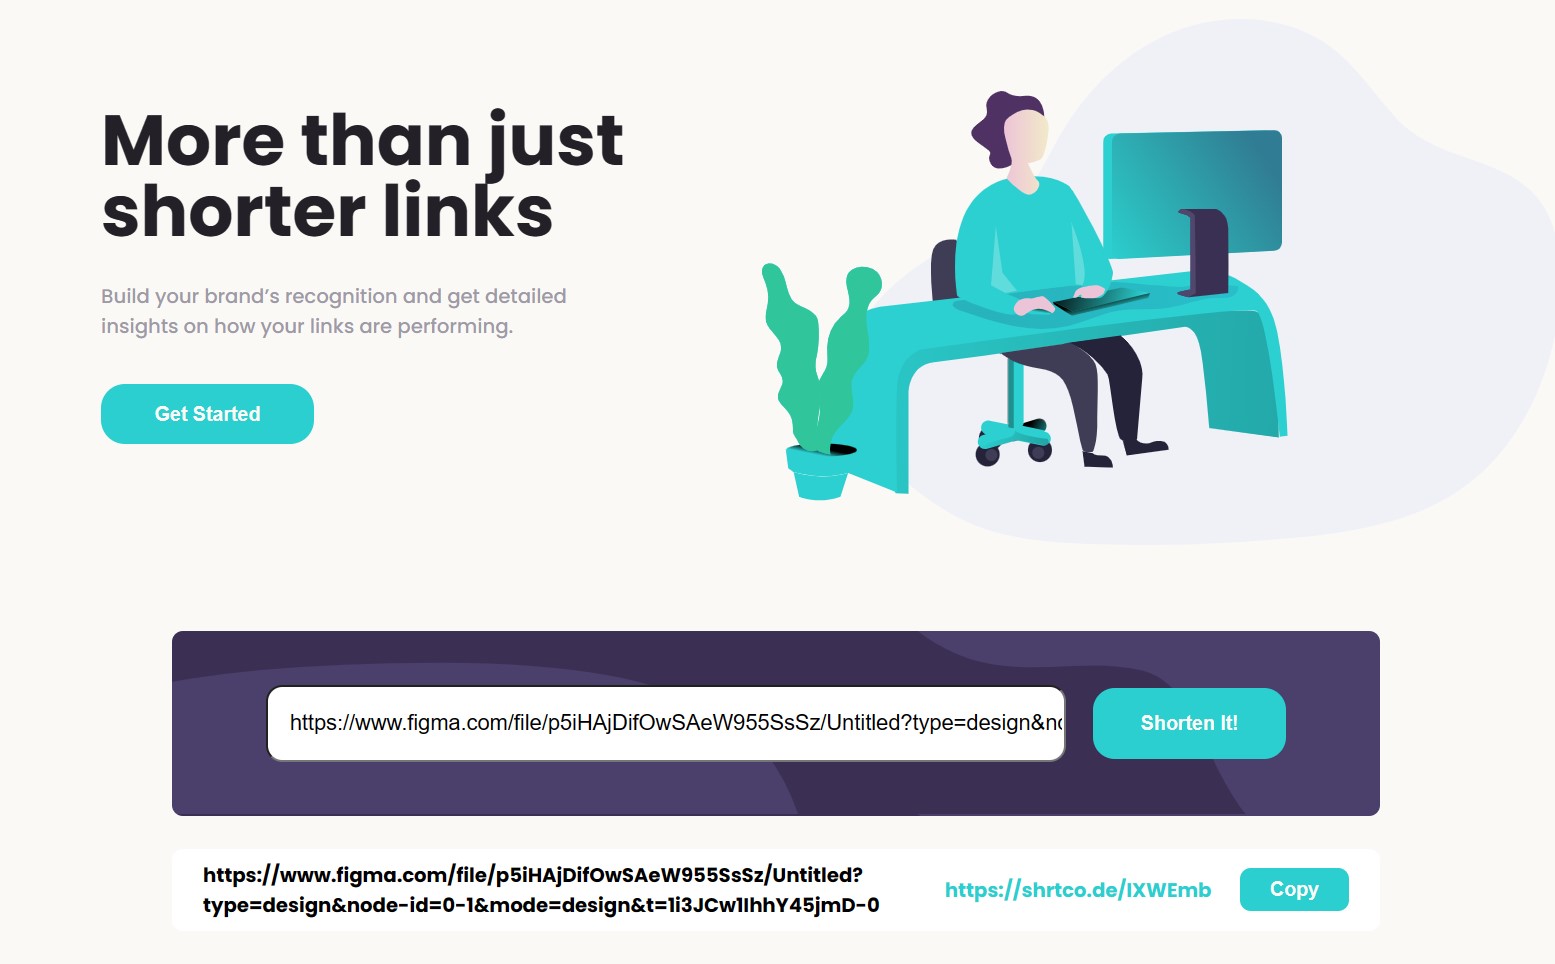 More than just
shorter links
Build your brand’s recognition and get detailed
insights on how your links are performing.
Get Started
https://www.figma.com/file/p5iHAjDifOwSAeW955SsSz/Untitled?type=design&no
Shorten It!
https://www.figma.com/file/p5iHAjDifOwSAeW955SsSz/Untitled?
type=design&node-id=0-1&mode=design&t=1i3JCw1IhhY45jmD-0
https://shrtco.de/IXWEmb
Copy